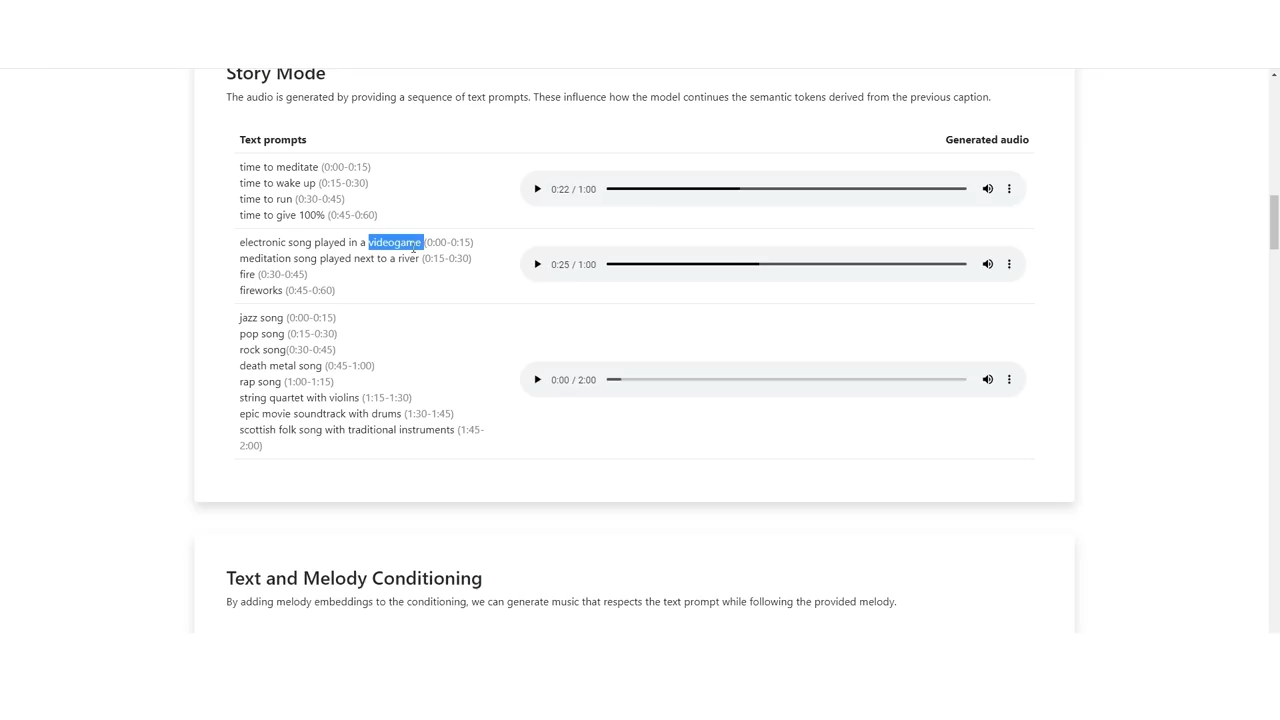 Story Mode
The audio is generated by providing a sequence of text prompts. These influence how the model continues the semantic tokens derived from the previous caption.
Text prompts Generated audio
time to meditate (0:00-0:15)
time to wake up (0:15-0:30)
time to run (0:30-0:45)
time to give 100% (0:45-0:60)
0:22 / 1:00
electronic song played in a videogame (0:00-0:15)
meditation song played next to a river (0:15-0:30)
fire (0:30-0:45)
fireworks (0:45-0:60)
0:25 / 1:00
jazz song (0:00-0:15)
pop song (0:15-0:30)
rock song(0:30-0:45)
death metal song (0:45-1:00)
rap song (1:00-1:15)
string quartet with violins (1:15-1:30)
epic movie soundtrack with drums (1:30-1:45)
scottish folk song with traditional instruments (1:45-
2:00)
0:00 / 2:00
Text and Melody Conditioning
By adding melody embeddings to the conditioning, we can generate music that respects the text prompt while following the provided melody.